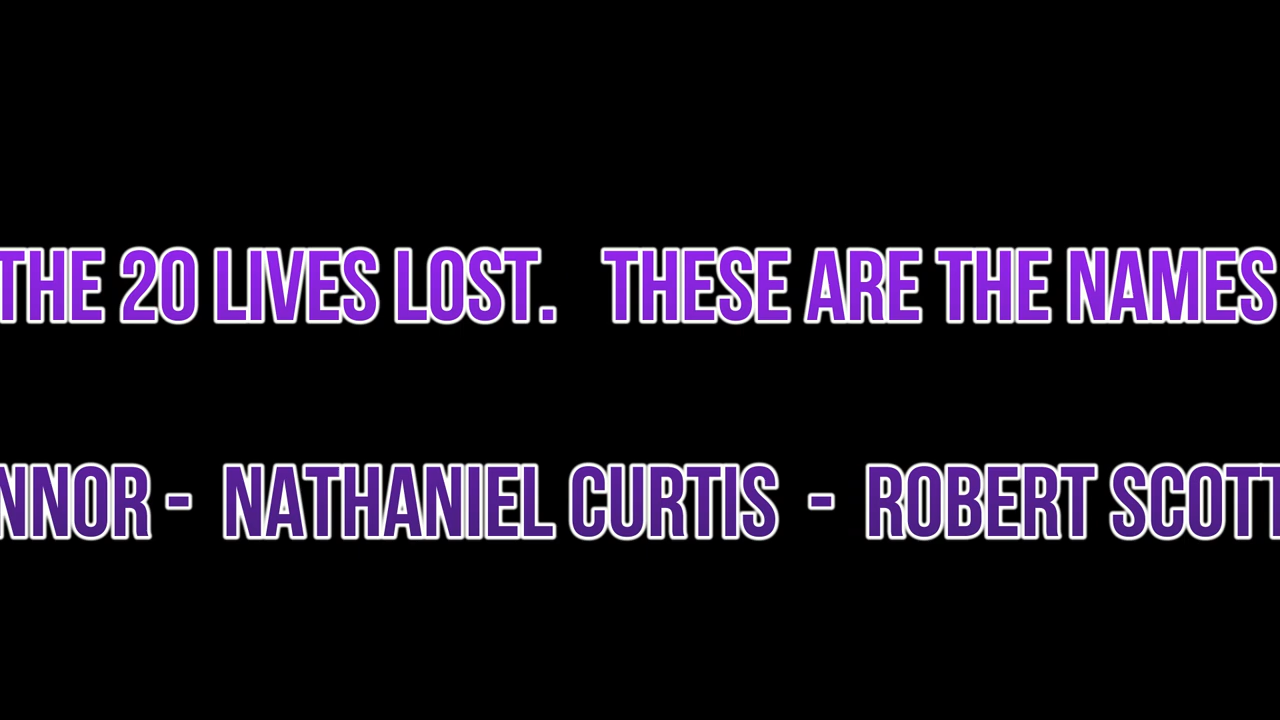 THE 20 LIVES LOST. THESE ARE THE NAMES
NNOR - NATHANIEL CURTIS - ROBERT SCOTT